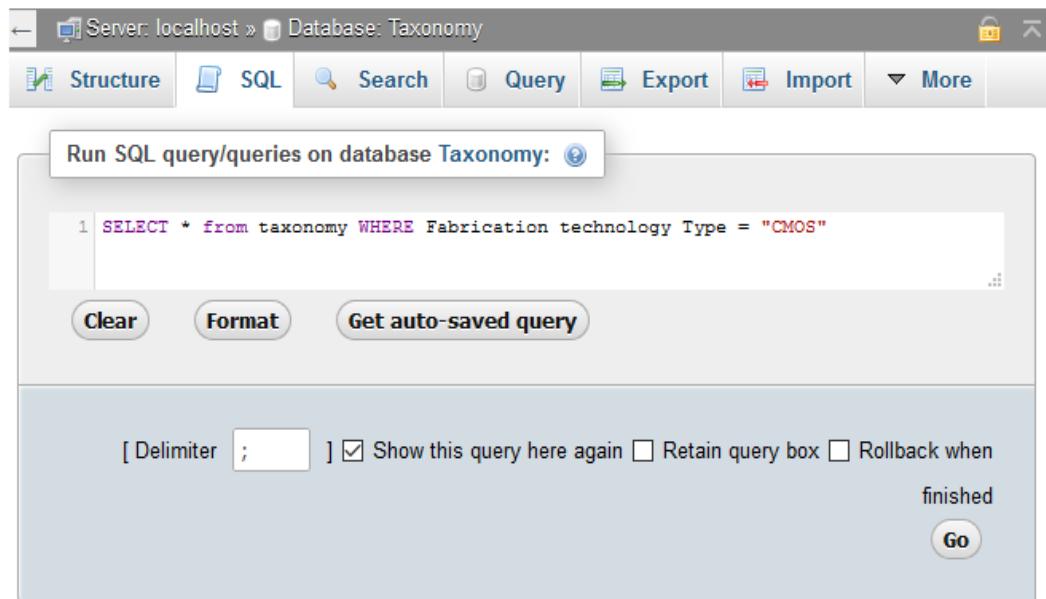 ← Server: localhost » Database: Taxonomy
Structure SQL Search Query Export Import More
Run SQL query/queries on database Taxonomy:
1 SELECT * from taxonomy WHERE Fabrication technology Type = "CMOS"
Clear Format Get auto-saved query
[ Delimiter ; ] Show this query here again Retain query box Rollback when
finished
Go